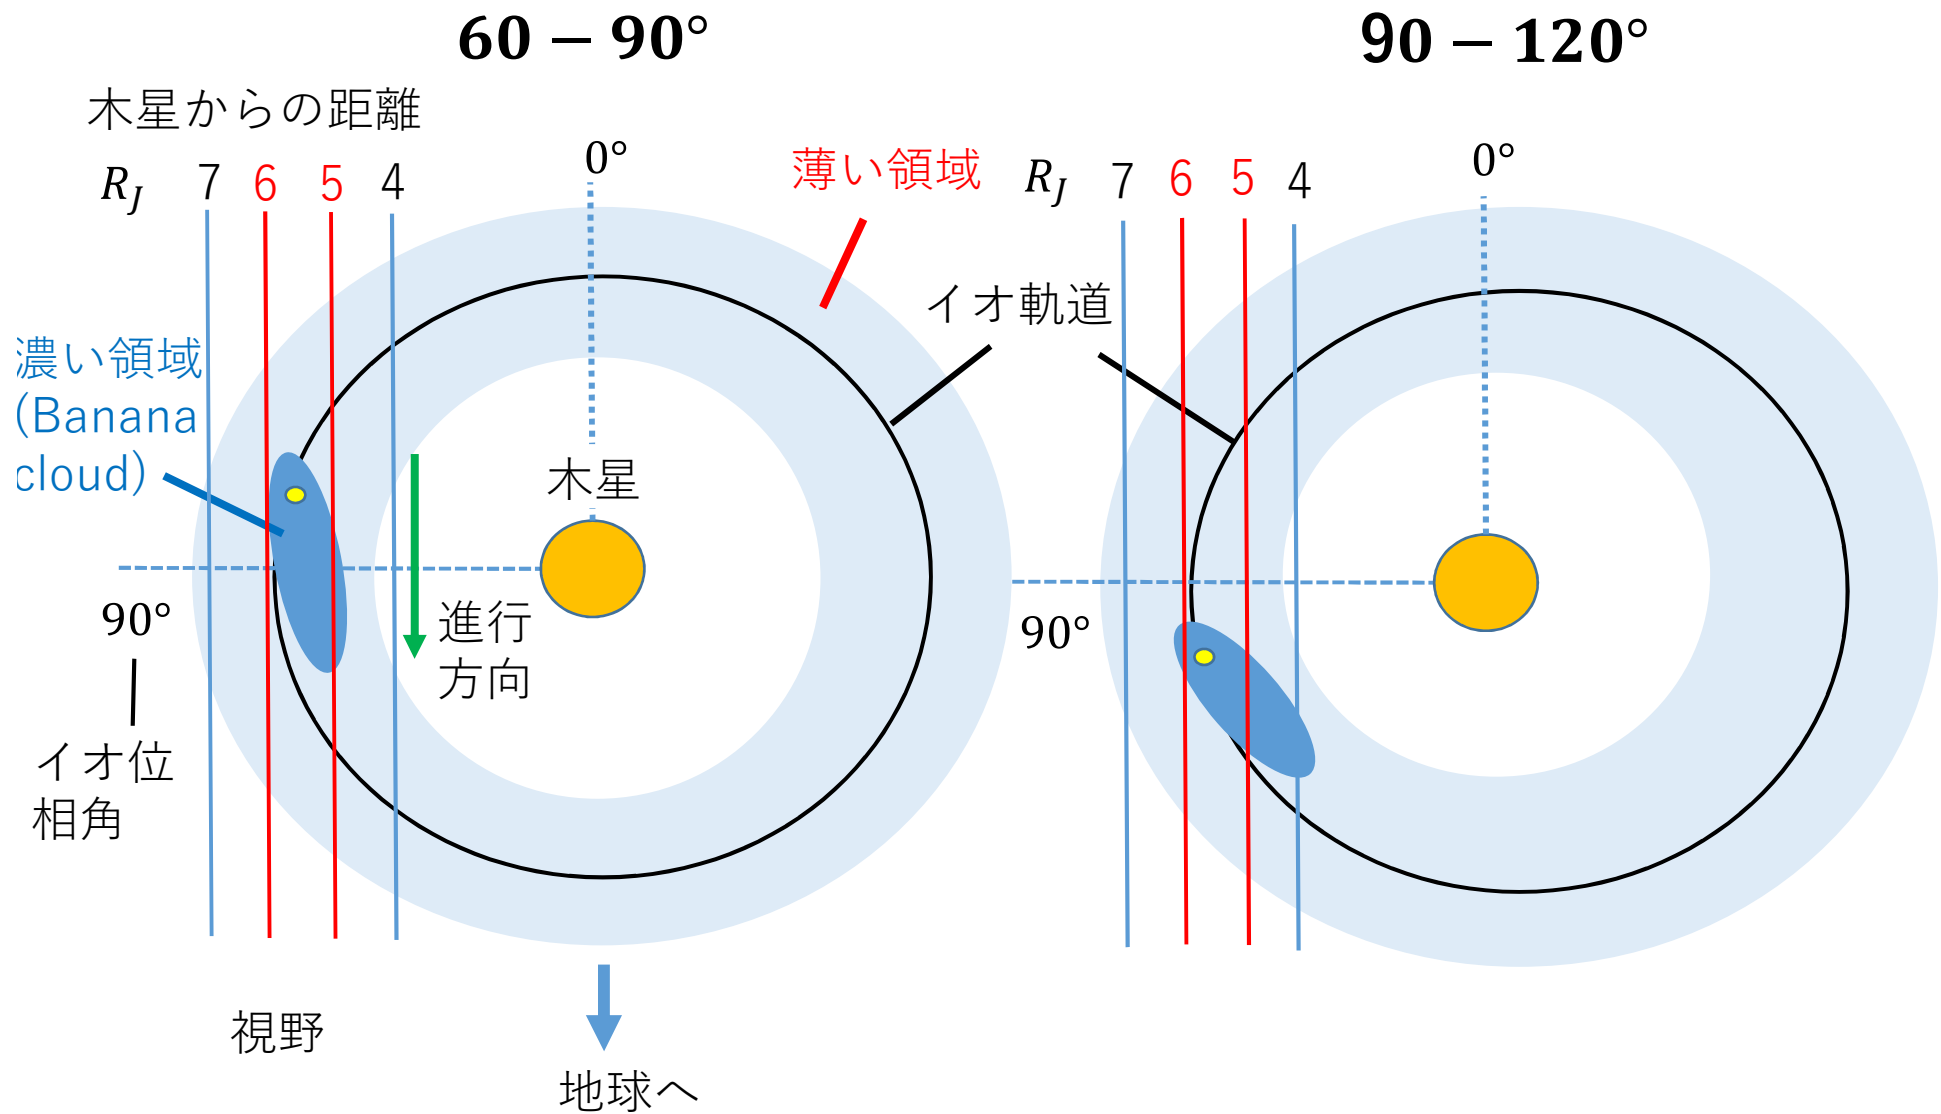 60 − 90°
90 − 120°
木星からの距離
R_J 7 6 5 4
0°
薄い領域
R_J 7 6 5 4
0°
イオ軌道
濃い領域
(Banana
cloud)
木星
90°
進行
方向
90°
イオ位
相角
視野
地球へ